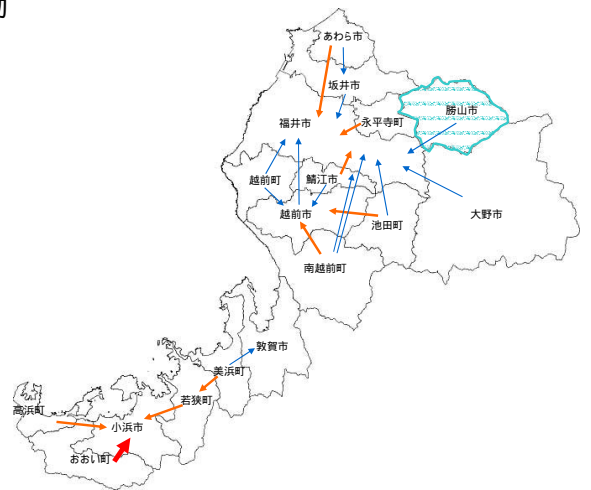 あわら市
坂井市
勝山市
福井市
永平寺町
越前町
鯖江市
越前市
池田町
大野市
南越前町
敦賀市
美浜町
若狭町
高浜町
小浜市
おおい町